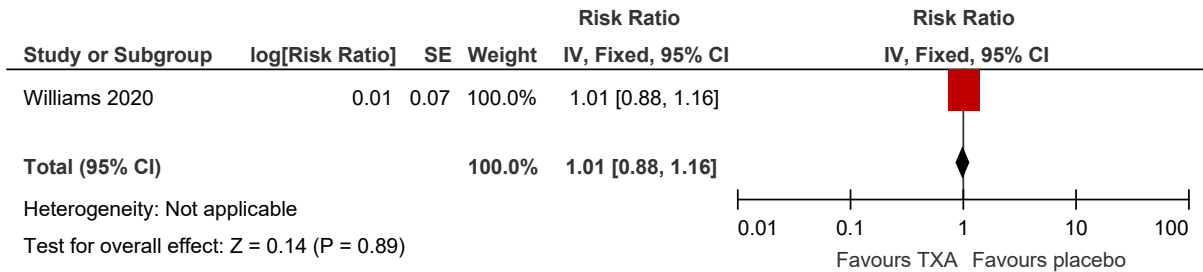 Risk Ratio Risk Ratio
Study or Subgroup log[Risk Ratio] SE Weight IV, Fixed, 95% CI IV, Fixed, 95% CI
Williams 2020 0.01 0.07 100.0% 1.01 [0.88, 1.16]
Total (95% CI) 100.0% 1.01 [0.88, 1.16]
Heterogeneity: Not applicable
Test for overall effect: Z = 0.14 (P = 0.89)
0.01 0.1 1 10 100
Favours TXA Favours placebo